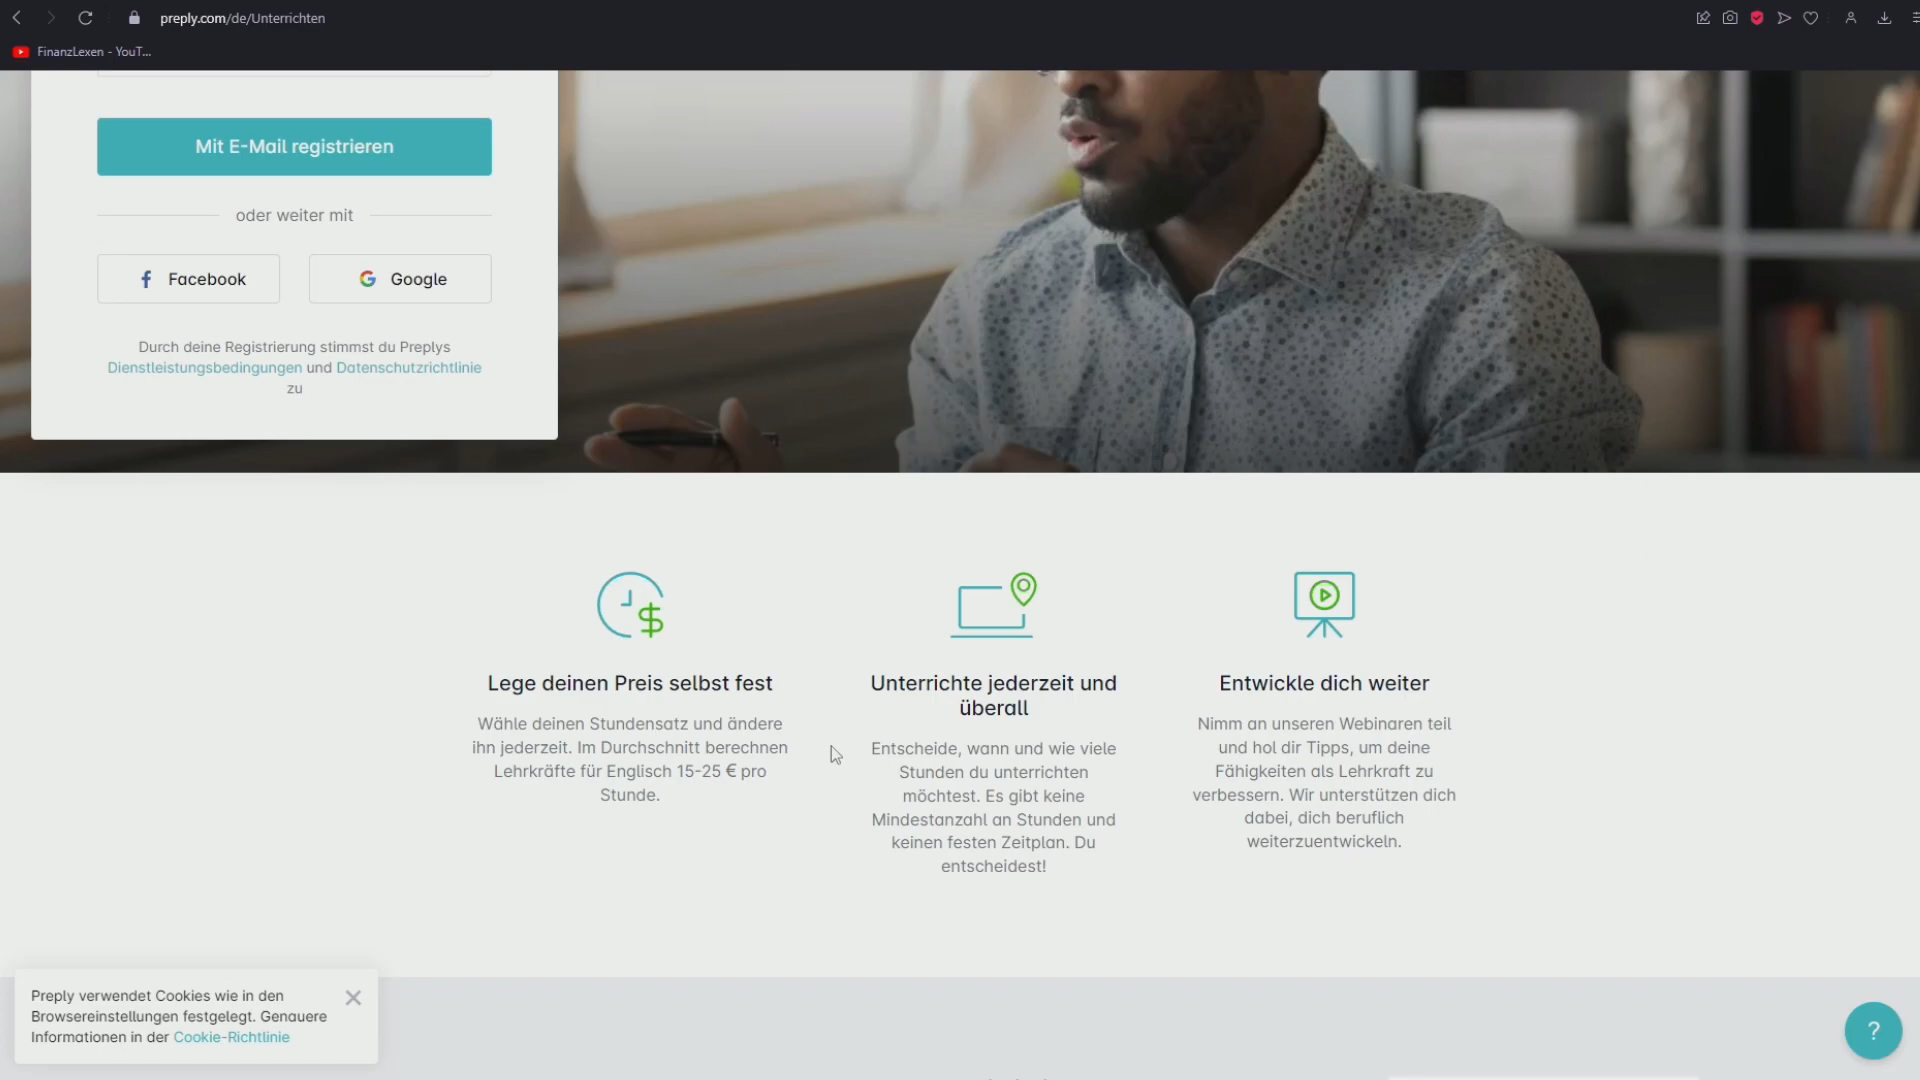 preply.com/de/Unterrichten
FinanzLexen - YouT...
Mit E-Mail registrieren
oder weiter mit
Facebook
Google
Durch deine Registrierung stimmst du Preplys
Dienstleistungsbedingungen und Datenschutzrichtlinie
zu
Lege deinen Preis selbst fest
Wähle deinen Stundensatz und ändere
ihn jederzeit. Im Durchschnitt berechnen
Lehrkräfte für Englisch 15-25 € pro
Stunde.
Unterrichte jederzeit und
überall
Entscheide, wann und wie viele
Stunden du unterrichten
möchtest. Es gibt keine
Mindestanzahl an Stunden und
keinen festen Zeitplan. Du
entscheidest!
Entwickle dich weiter
Nimm an unseren Webinaren teil
und hol dir Tipps, um deine
Fähigkeiten als Lehrkraft zu
verbessern. Wir unterstützen dich
dabei, dich beruflich
weiterzuentwickeln.
Preply verwendet Cookies wie in den
Browsereinstellungen festgelegt. Genauere
Informationen in der Cookie-Richtlinie
?